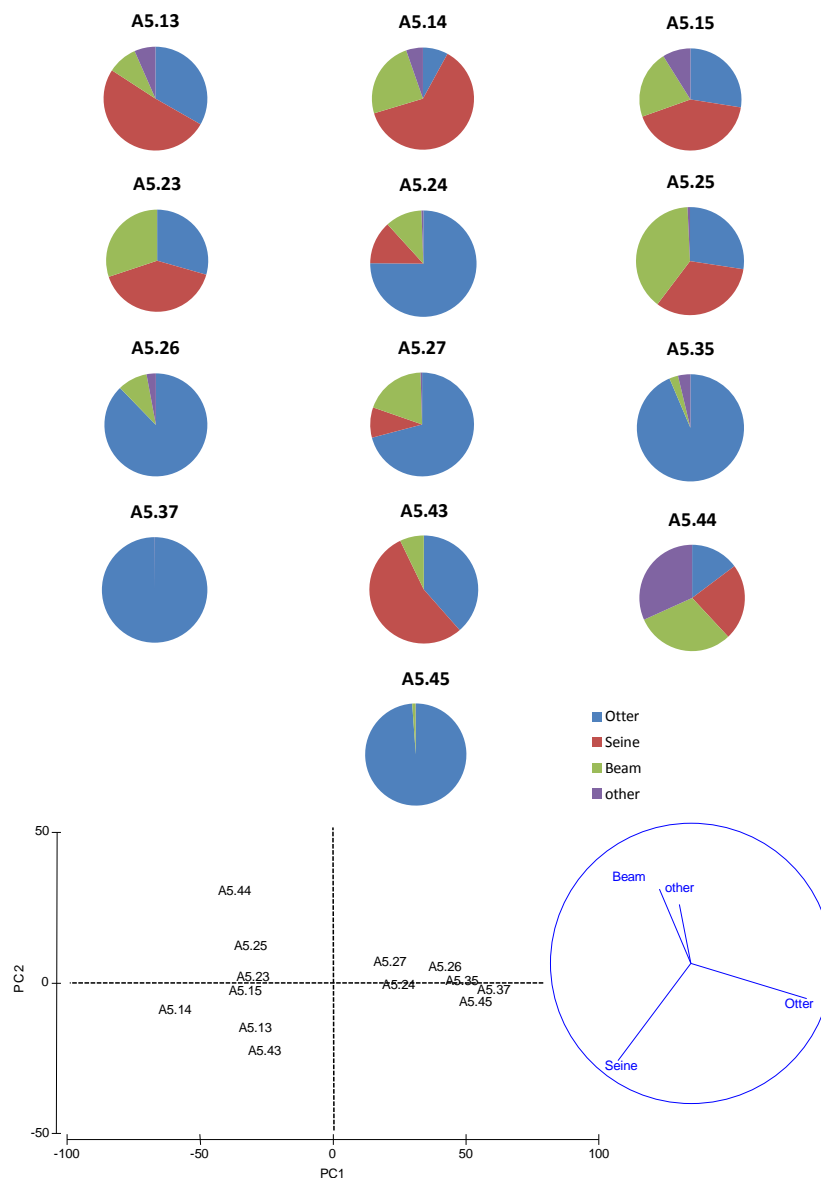 A5.13 A5.14 A5.15
A5.23 A5.24 A5.25
A5.26 A5.27 A5.35
A5.37 A5.43 A5.44
A5.45
Otter
Seine
Beam
other
50
A5.44
A5.25
A5.27
A5.26
A5.23
A5.35
0
A5.24
A5.37
A5.15
A5.45
A5.14
A5.13
A5.43
-50
PC2
-100 -50 0 50 100
PC1
Beam
other
Otter
Seine